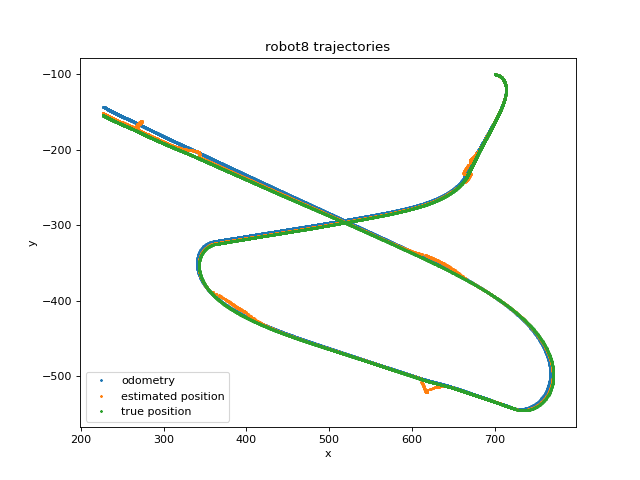 robot8 trajectories
−100
−200
−300
−400
−500
y
odometry
estimated position
true position
200 300 400 500 600 700
x